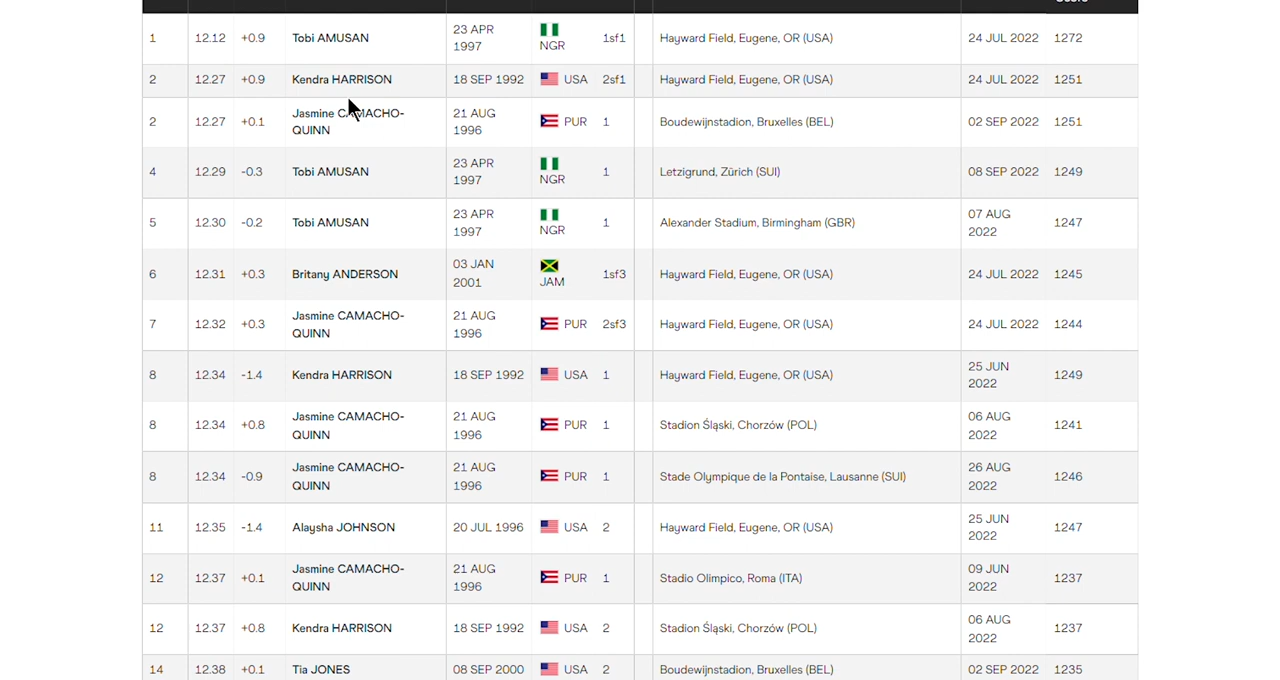 1 12.12 +0.9 Tobi AMUSAN 23 APR 1997 NGR 1sf1 Hayward Field, Eugene, OR (USA) 24 JUL 2022 1272
2 12.27 +0.9 Kendra HARRISON 18 SEP 1992 USA 2sf1 Hayward Field, Eugene, OR (USA) 24 JUL 2022 1251
2 12.27 +0.1 Jasmine CAMACHO-QUINN 21 AUG 1996 PUR 1 Boudewijnstadion, Bruxelles (BEL) 02 SEP 2022 1251
4 12.29 -0.3 Tobi AMUSAN 23 APR 1997 NGR 1 Letzigrund, Zürich (SUI) 08 SEP 2022 1249
5 12.30 -0.2 Tobi AMUSAN 23 APR 1997 NGR 1 Alexander Stadium, Birmingham (GBR) 07 AUG 2022 1247
6 12.31 +0.3 Britany ANDERSON 03 JAN 2001 JAM 1sf3 Hayward Field, Eugene, OR (USA) 24 JUL 2022 1245
7 12.32 +0.3 Jasmine CAMACHO-QUINN 21 AUG 1996 PUR 2sf3 Hayward Field, Eugene, OR (USA) 24 JUL 2022 1244
8 12.34 -1.4 Kendra HARRISON 18 SEP 1992 USA 1 Hayward Field, Eugene, OR (USA) 25 JUN 2022 1249
8 12.34 +0.8 Jasmine CAMACHO-QUINN 21 AUG 1996 PUR 1 Stadion Śląski, Chorzów (POL) 06 AUG 2022 1241
8 12.34 -0.9 Jasmine CAMACHO-QUINN 21 AUG 1996 PUR 1 Stade Olympique de la Pontaise, Lausanne (SUI) 26 AUG 2022 1246
11 12.35 -1.4 Alaysha JOHNSON 20 JUL 1996 USA 2 Hayward Field, Eugene, OR (USA) 25 JUN 2022 1247
12 12.37 +0.1 Jasmine CAMACHO-QUINN 21 AUG 1996 PUR 1 Stadio Olimpico, Roma (ITA) 09 JUN 2022 1237
12 12.37 +0.8 Kendra HARRISON 18 SEP 1992 USA 2 Stadion Śląski, Chorzów (POL) 06 AUG 2022 1237
14 12.38 +0.1 Tia JONES 08 SEP 2000 USA 2 Boudewijnstadion, Bruxelles (BEL) 02 SEP 2022 1235